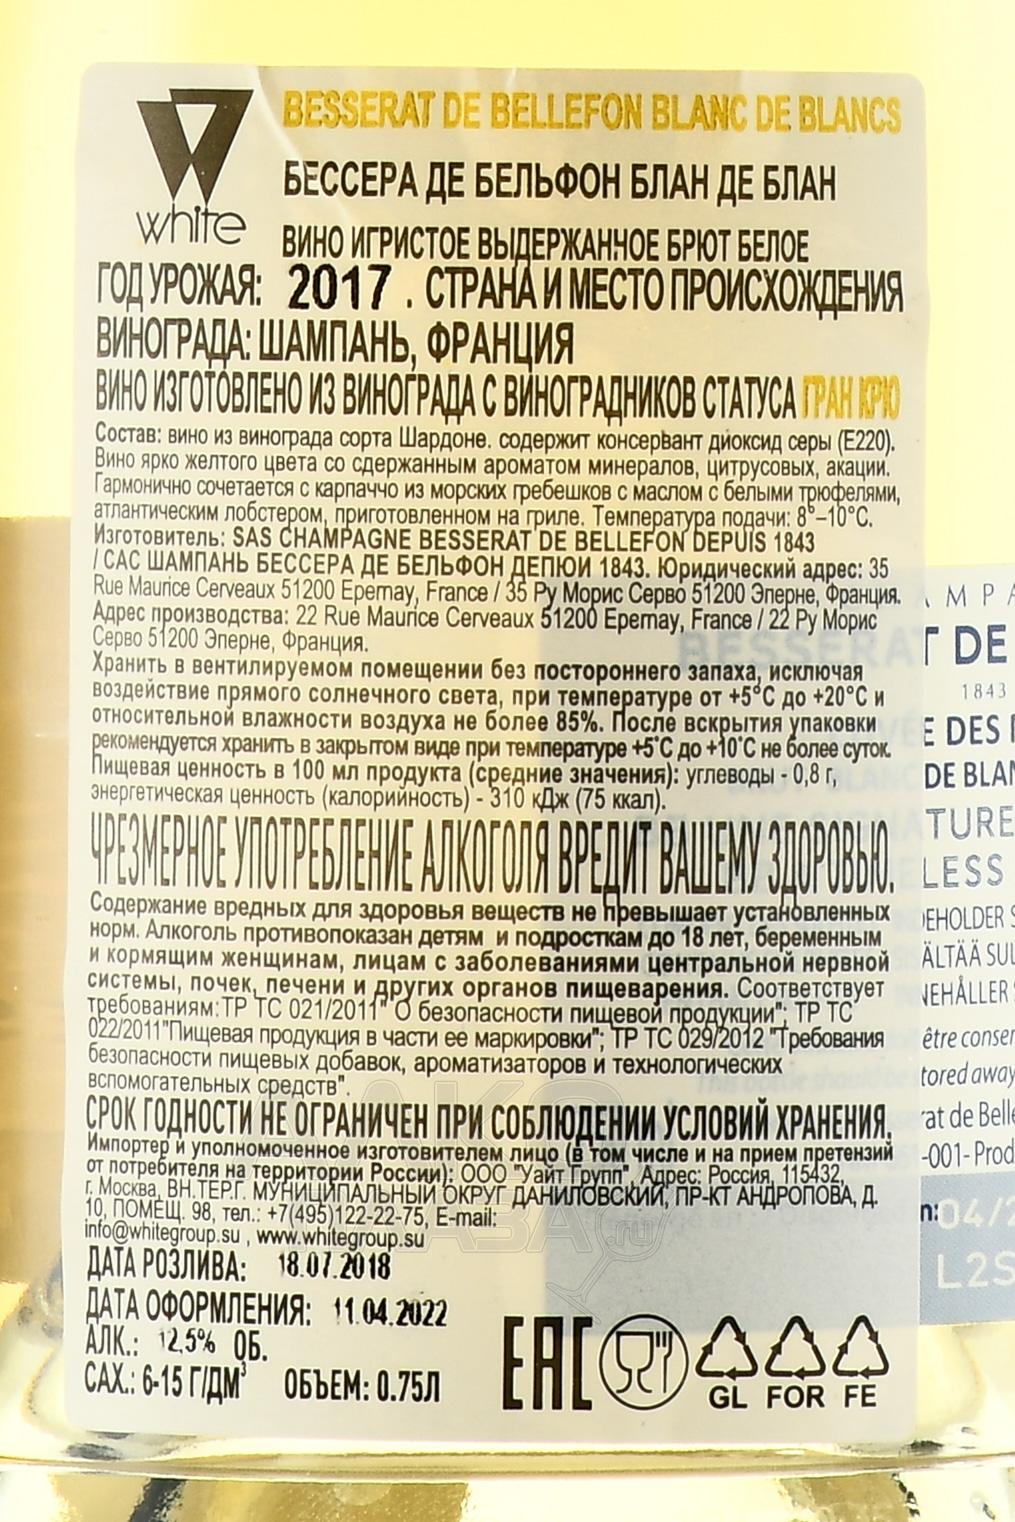 BESSERAT DE BELLEFON BLANC DE BLANCS
БЕССЕРА ДЕ БЕЛЬФОН БЛАН ДЕ БЛАН
white
ВИНО ИГРИСТОЕ ВЫДЕРЖАННОЕ БРЮТ БЕЛОЕ
ГОД УРОЖАЯ: 2017 . СТРАНА И МЕСТО ПРОИСХОЖДЕНИЯ
ВИНОГРАДА: ШАМПАНЬ, ФРАНЦИЯ
ВИНО ИЗГОТОВЛЕНО ИЗ ВИНОГРАДА С ВИНОГРАДНИКОВ СТАТУСА ГРАН КРЮ
Состав: вино из винограда сорта Шардоне. содержит консервант диоксид серы (Е220).
Вино ярко желтого цвета со сдержанным ароматом минералов, цитрусовых, акации.
Гармонично сочетается с карпаччо из морских гребешков с маслом с белыми трюфелями,
атлантическим лобстером, приготовленном на гриле. Температура подачи: 8°–10°С.
Изготовитель: SAS CHAMPAGNE BESSERAT DE BELLEFON DEPUIS 1843
/ САС ШАМПАНЬ БЕССЕРА ДЕ БЕЛЬФОН ДЕПЮИ 1843. Юридический адрес: 35
Rue Maurice Cerveaux 51200 Epernay, France / 35 Ру Морис Серво 51200 Эперне, Франция.
Адрес производства: 22 Rue Maurice Cerveaux 51200 Epernay, France / 22 Ру Морис
Серво 51200 Эперне, Франция.
Хранить в вентилируемом помещении без постороннего запаха, исключая
воздействие прямого солнечного света, при температуре от +5°С до +20°С и
относительной влажности воздуха не более 85%. После вскрытия упаковки
рекомендуется хранить в закрытом виде при температуре +5°С до +10°С не более суток.
Пищевая ценность в 100 мл продукта (средние значения): углеводы - 0,8 г,
энергетическая ценность (калорийность) - 310 кДж (75 ккал).
ЧРЕЗМЕРНОЕ УПОТРЕБЛЕНИЕ АЛКОГОЛЯ ВРЕДИТ ВАШЕМУ ЗДОРОВЬЮ.
Содержание вредных для здоровья веществ не превышает установленных
норм. Алкоголь противопоказан детям и подросткам до 18 лет, беременным
и кормящим женщинам, лицам с заболеваниями центральной нервной
системы, почек, печени и других органов пищеварения. Соответствует
требованиям:ТР ТС 021/2011" О безопасности пищевой продукции"; ТР ТС
022/2011"Пищевая продукция в части ее маркировки"; ТР ТС 029/2012 "Требования
безопасности пищевых добавок, ароматизаторов и технологических
вспомогательных средств".
СРОК ГОДНОСТИ НЕ ОГРАНИЧЕН ПРИ СОБЛЮДЕНИИ УСЛОВИЙ ХРАНЕНИЯ.
Импортер и уполномоченное изготовителем лицо (в том числе и на прием претензий
от потребителя на территории России): ООО "Уайт Групп", Адрес: Россия, 115432,
г. Москва, ВН.ТЕР.Г. МУНИЦИПАЛЬНЫЙ ОКРУГ ДАНИЛОВСКИЙ, ПР-КТ АНДРОПОВА, Д.
10, ПОМЕЩ. 98, тел.: +7(495)122-22-75, E-mail:
info@whitegroup.su , www.whitegroup.su
ДАТА РОЗЛИВА: 18.07.2018
ДАТА ОФОРМЛЕНИЯ: 11.04.2022
АЛК.: 12,5% ОБ.
САХ.: 6-15 Г/ДМ³ ОБЪЕМ: 0.75Л
EAC
GL FOR FE
DE
1843
E DES
DE BLAN
TURE
LESS
ÄLTÄÄ SUL
être conser
tored away
rat de Belle
-001- Prod
n: 04/2
L2S